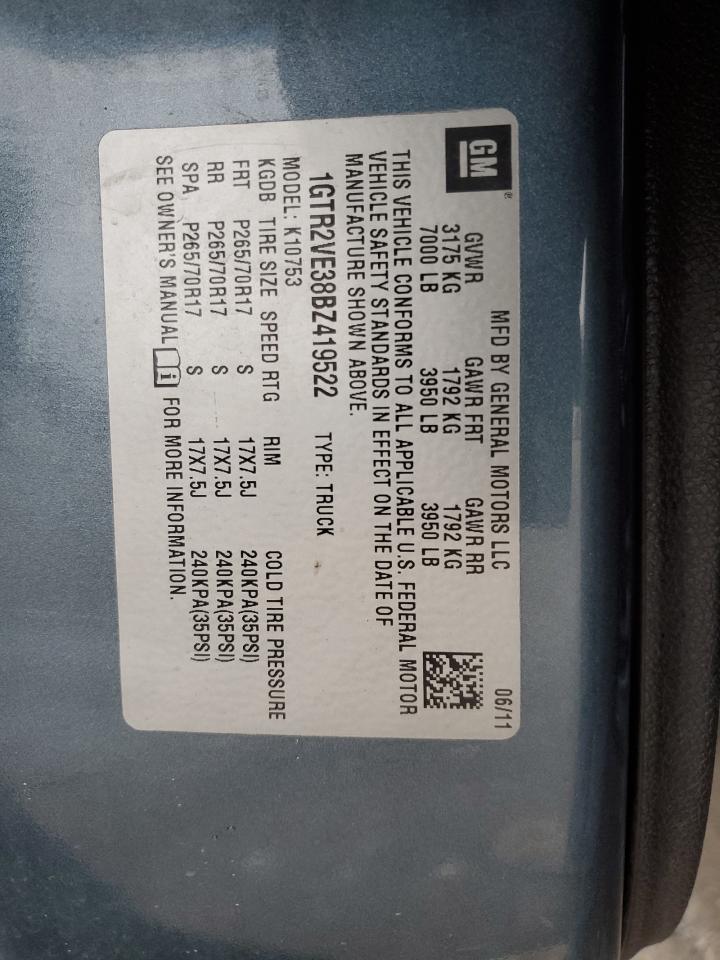 GM®
MFD BY GENERAL MOTORS LLC 06/11
GVWR GAWR FRT GAWR RR
3175 KG 1792 KG 1792 KG
7000 LB 3950 LB 3950 LB
THIS VEHICLE CONFORMS TO ALL APPLICABLE U.S. FEDERAL MOTOR
VEHICLE SAFETY STANDARDS IN EFFECT ON THE DATE OF
MANUFACTURE SHOWN ABOVE.
1GTR2VE38BZ419522 TYPE: TRUCK
MODEL: K10753
KGDB TIRE SIZE SPEED RTG RIM COLD TIRE PRESSURE
FRT P265/70R17 S 17X7.5J 240KPA(35PSI)
RR P265/70R17 S 17X7.5J 240KPA(35PSI)
SPA P265/70R17 S 17X7.5J 240KPA(35PSI)
SEE OWNER'S MANUAL i FOR MORE INFORMATION.